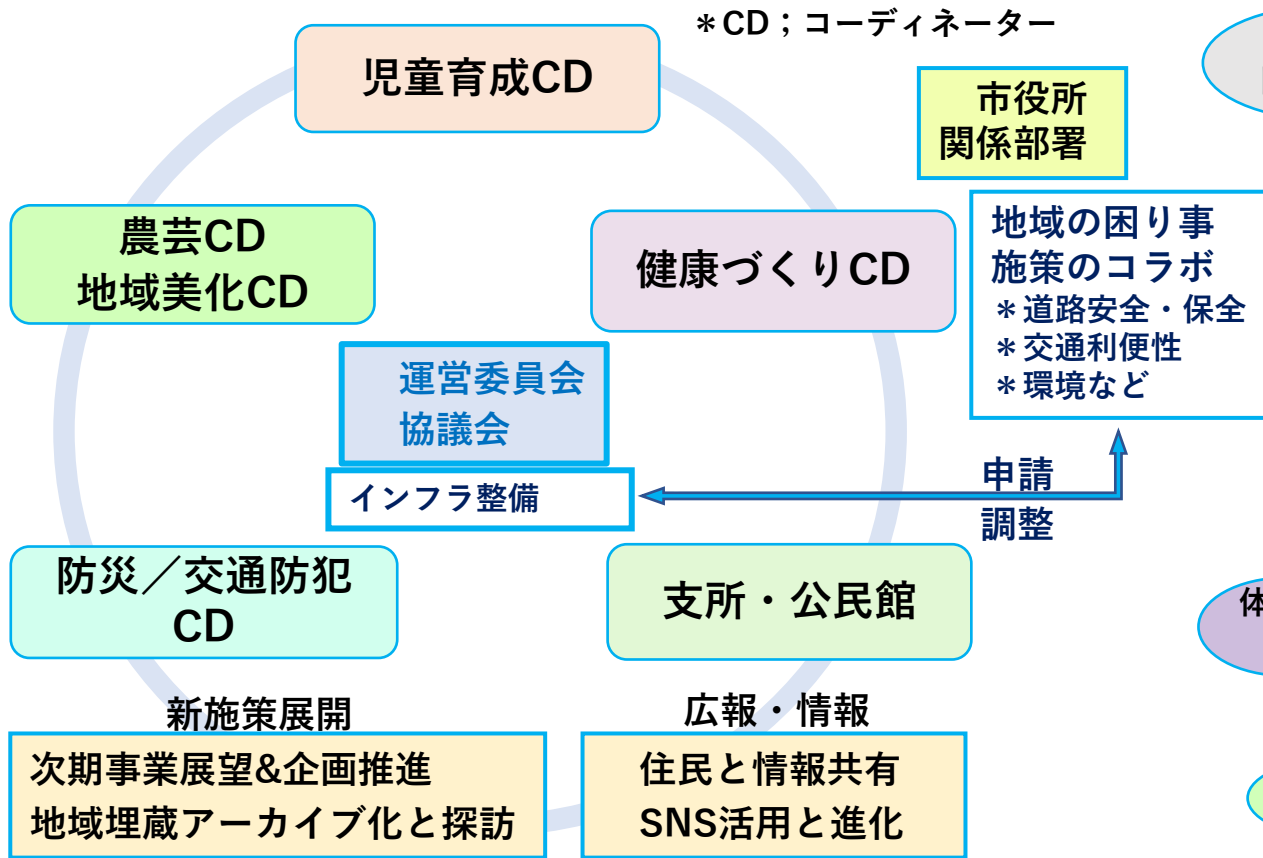 ＊CD；コーディネーター
児童育成CD
市役所
関係部署
農芸CD
地域美化CD
健康づくりCD
地域の困り事
施策のコラボ
＊道路安全・保全
＊交通利便性
＊環境など
運営委員会
協議会
インフラ整備
申請
調整
防災／交通防犯
CD
支所・公民館
体
新施策展開
広報・情報
次期事業展望&企画推進
地域埋蔵アーカイブ化と探訪
住民と情報共有
SNS活用と進化